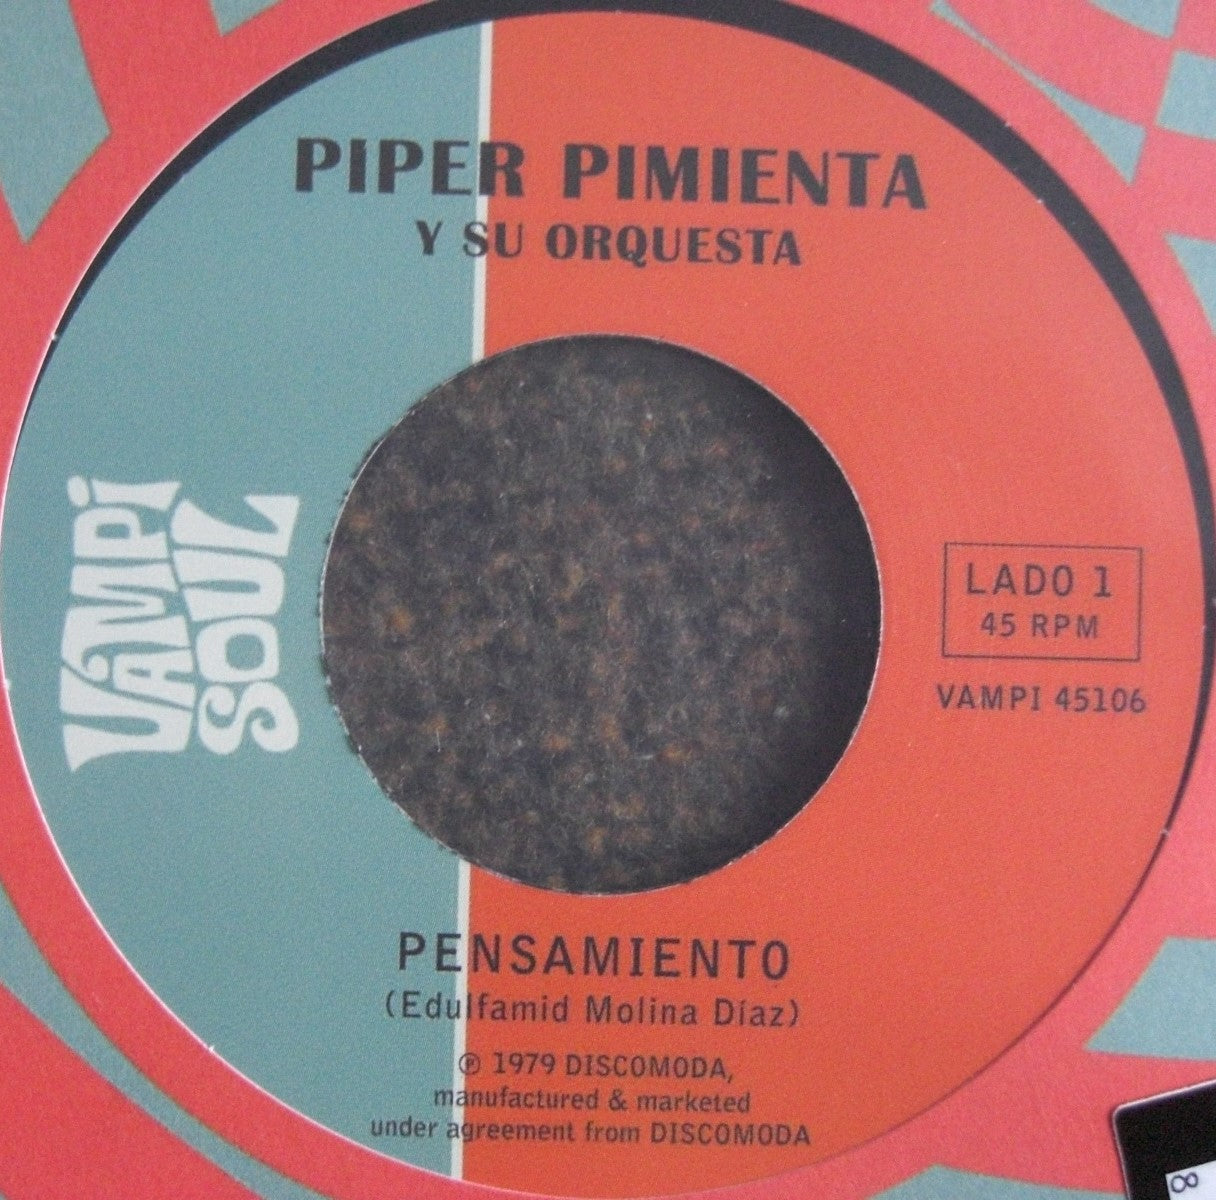 PIPER PIMIENTA
Y SU ORQUESTA
VAMPI
SOUL
LADO 1
45 RPM
VAMPI 45106
PENSAMIENTO
(Edulfamid Molina Díaz)
℗ 1979 DISCOMODA,
manufactured & marketed
under agreement from DISCOMODA
8